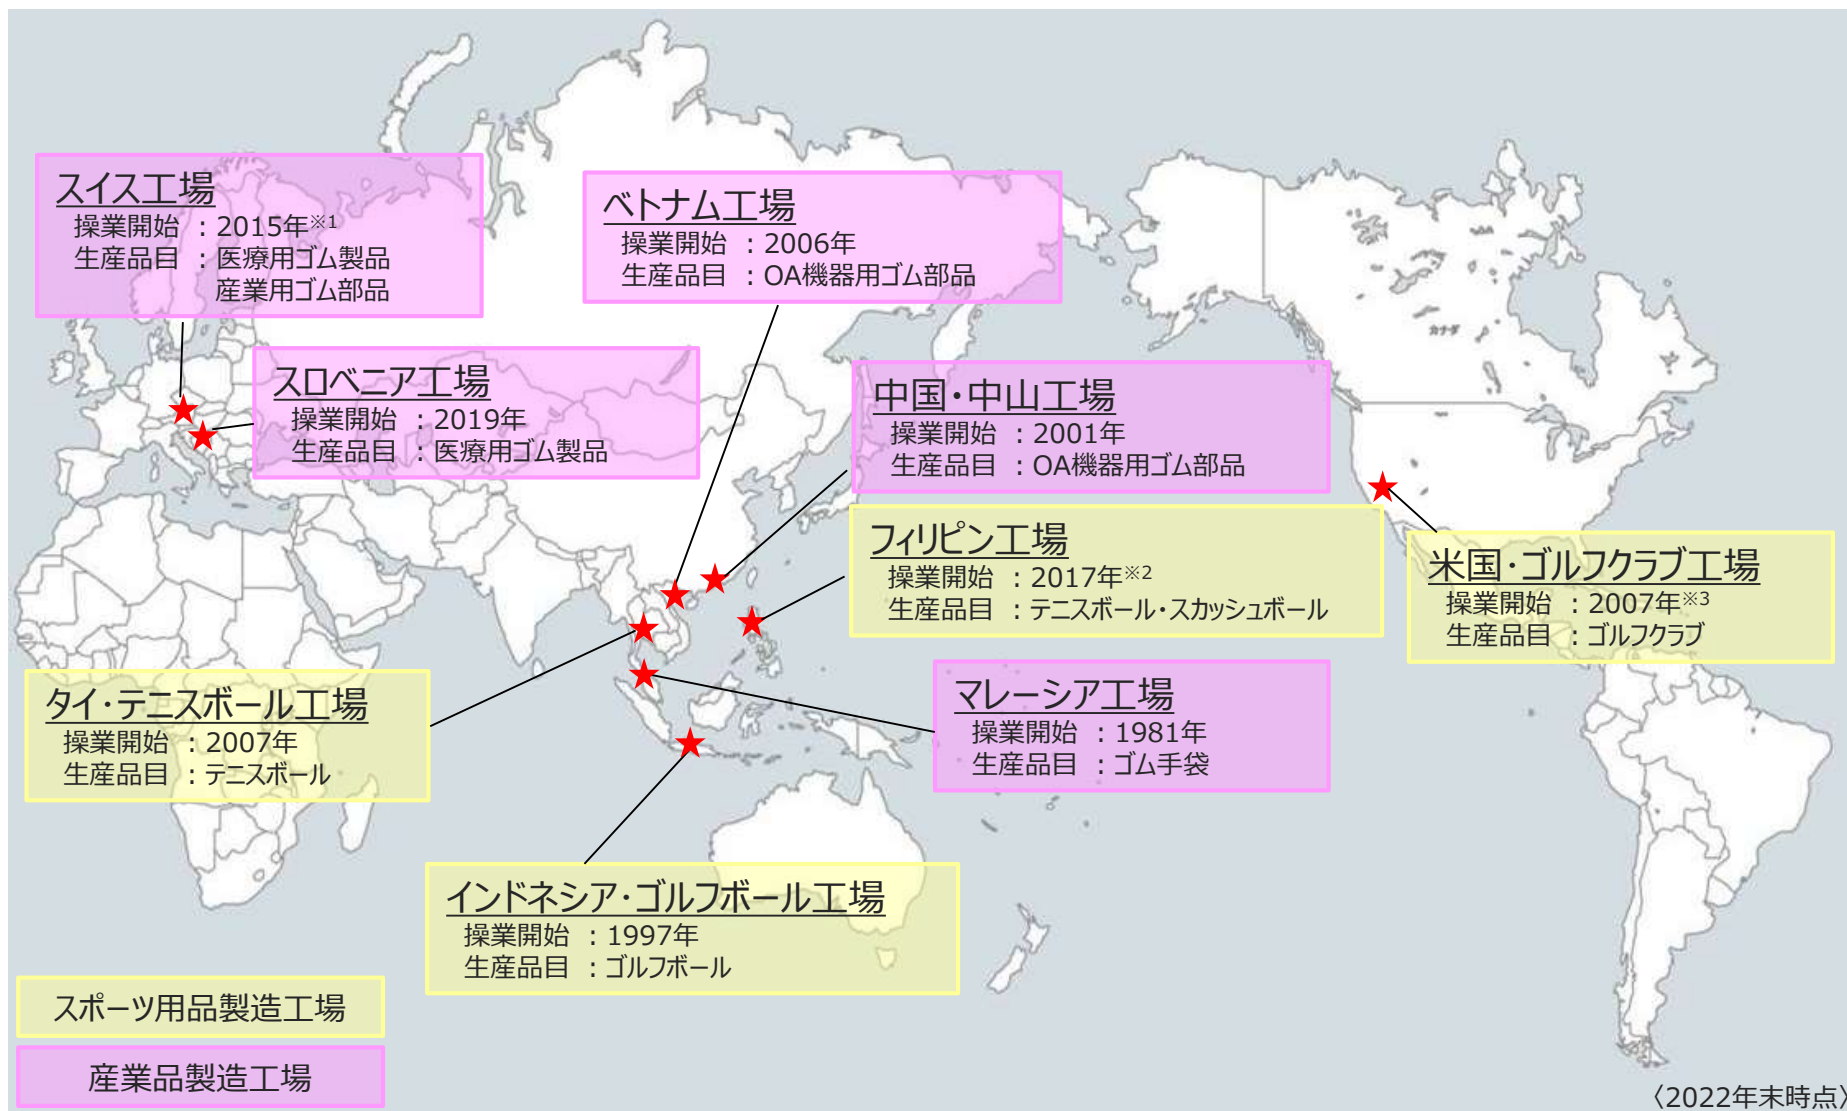 スイス工場
操業開始 : 2015年※1
生産品目 : 医療用ゴム製品
産業用ゴム部品
ベトナム工場
操業開始 : 2006年
生産品目 : OA機器用ゴム部品
スロベニア工場
操業開始 : 2019年
生産品目 : 医療用ゴム製品
中国・中山工場
操業開始 : 2001年
生産品目 : OA機器用ゴム部品
カナダ
フィリピン工場
操業開始 : 2017年※2
生産品目 : テニスボール・スカッシュボール
米国・ゴルフクラブ工場
操業開始 : 2007年※3
生産品目 : ゴルフクラブ
タイ・テニスボール工場
操業開始 : 2007年
生産品目 : テニスボール
マレーシア工場
操業開始 : 1981年
生産品目 : ゴム手袋
インドネシア・ゴルフボール工場
操業開始 : 1997年
生産品目 : ゴルフボール
スポーツ用品製造工場
産業品製造工場
〈2022年末時点〉